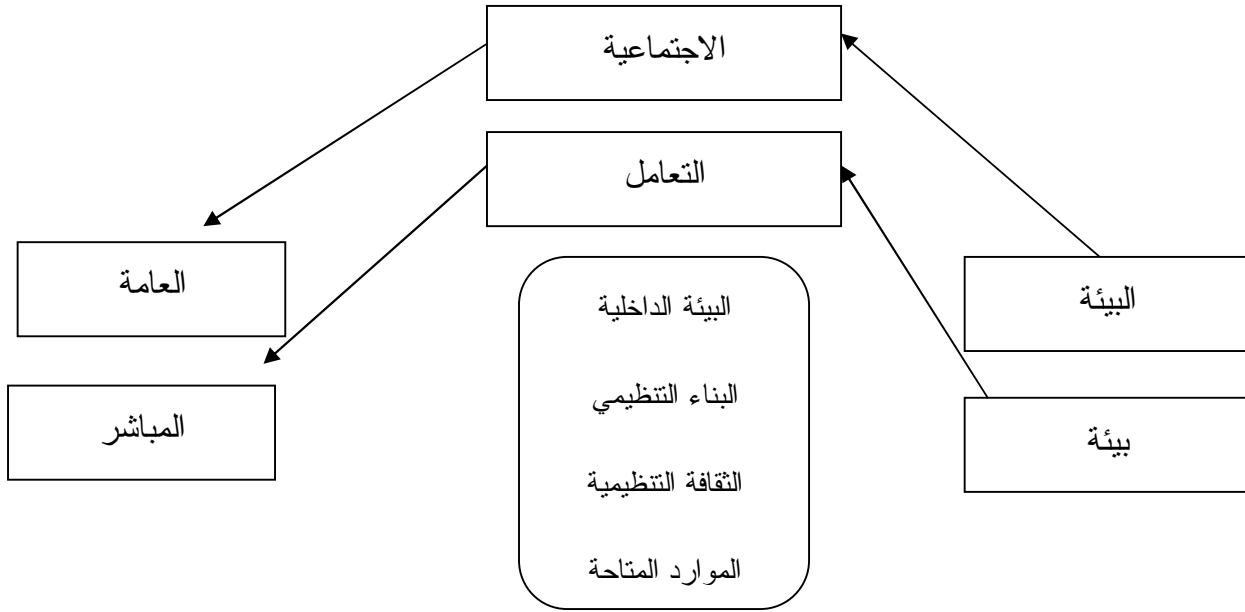 الاجتماعية
التعامل
البيئة
العامة
البيئة الداخلية
البناء التنظيمي
الثقافة التنظيمية
الموارد المتاحة
بيئة
المباشر